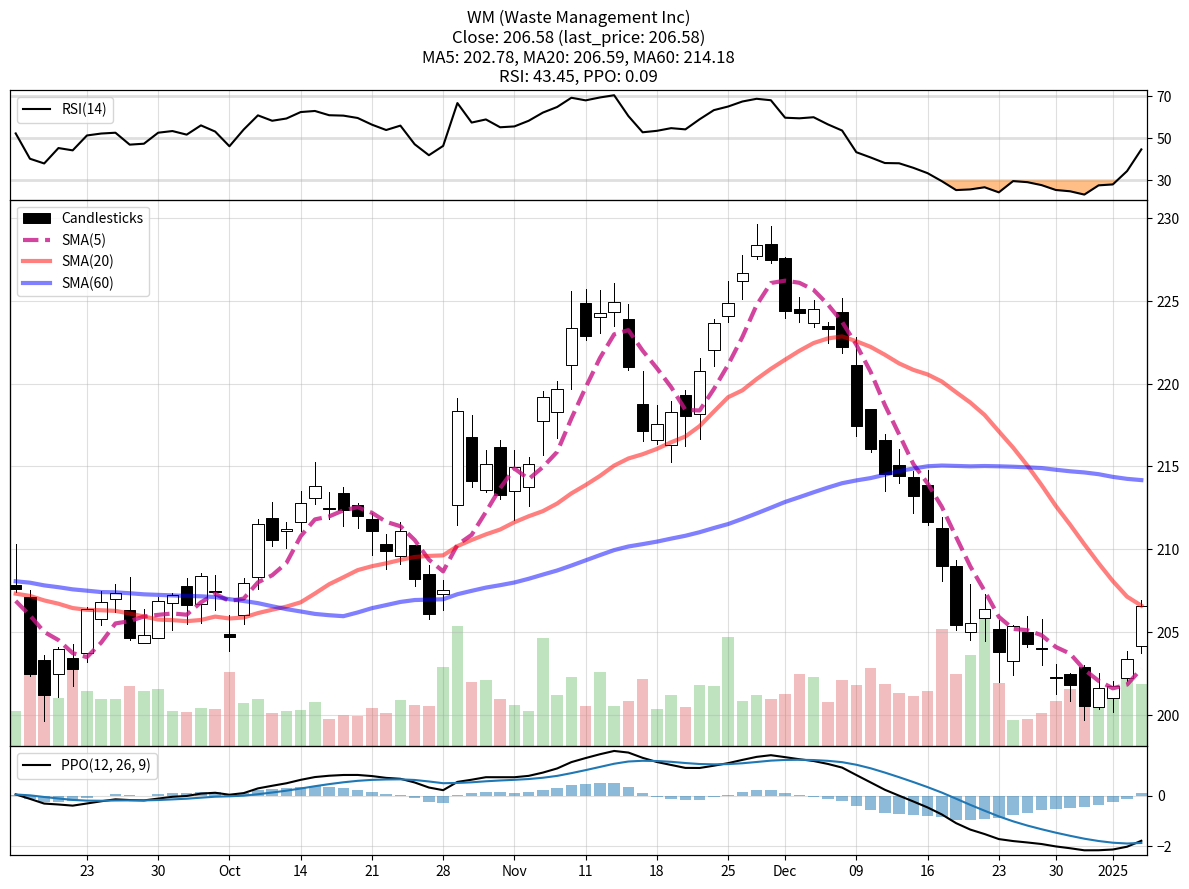 WM (Waste Management Inc)
Close: 206.58 (last_price: 206.58)
MA5: 202.78, MA20: 206.59, MA60: 214.18
RSI: 43.45, PPO: 0.09
RSI(14)
70
50
30
Candlesticks
SMA(5)
SMA(20)
SMA(60)
230
225
220
215
210
205
200
PPO(12, 26, 9)
0
−2
23 30 Oct 14 21 28 Nov 11 18 25 Dec 09 16 23 30 2025